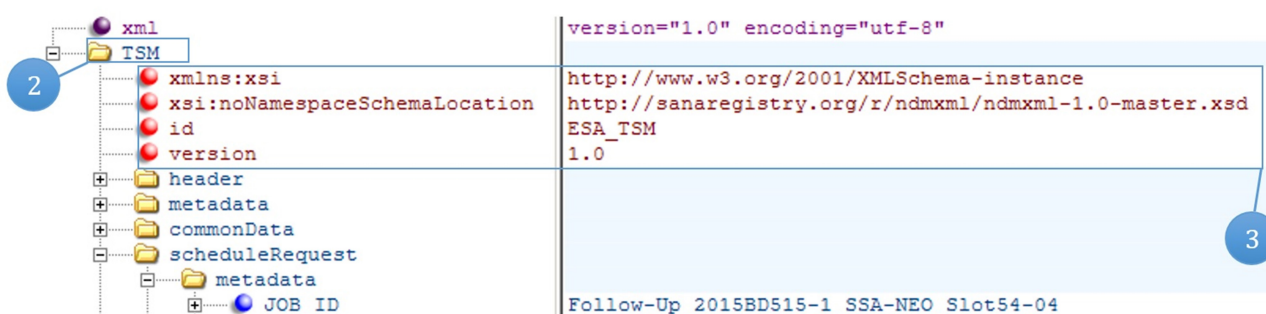 xml version="1.0" encoding="utf-8"
TSM
2
xmlns:xsi http://www.w3.org/2001/XMLSchema-instance
xsi:noNamespaceSchemaLocation http://sanaregistry.org/r/ndmxml/ndmxml-1.0-master.xsd
id ESA_TSM
version 1.0
header
metadata
commonData
3
scheduleRequest
metadata
JOB ID Follow-Up 2015BD515-1 SSA-NEO Slot54-04